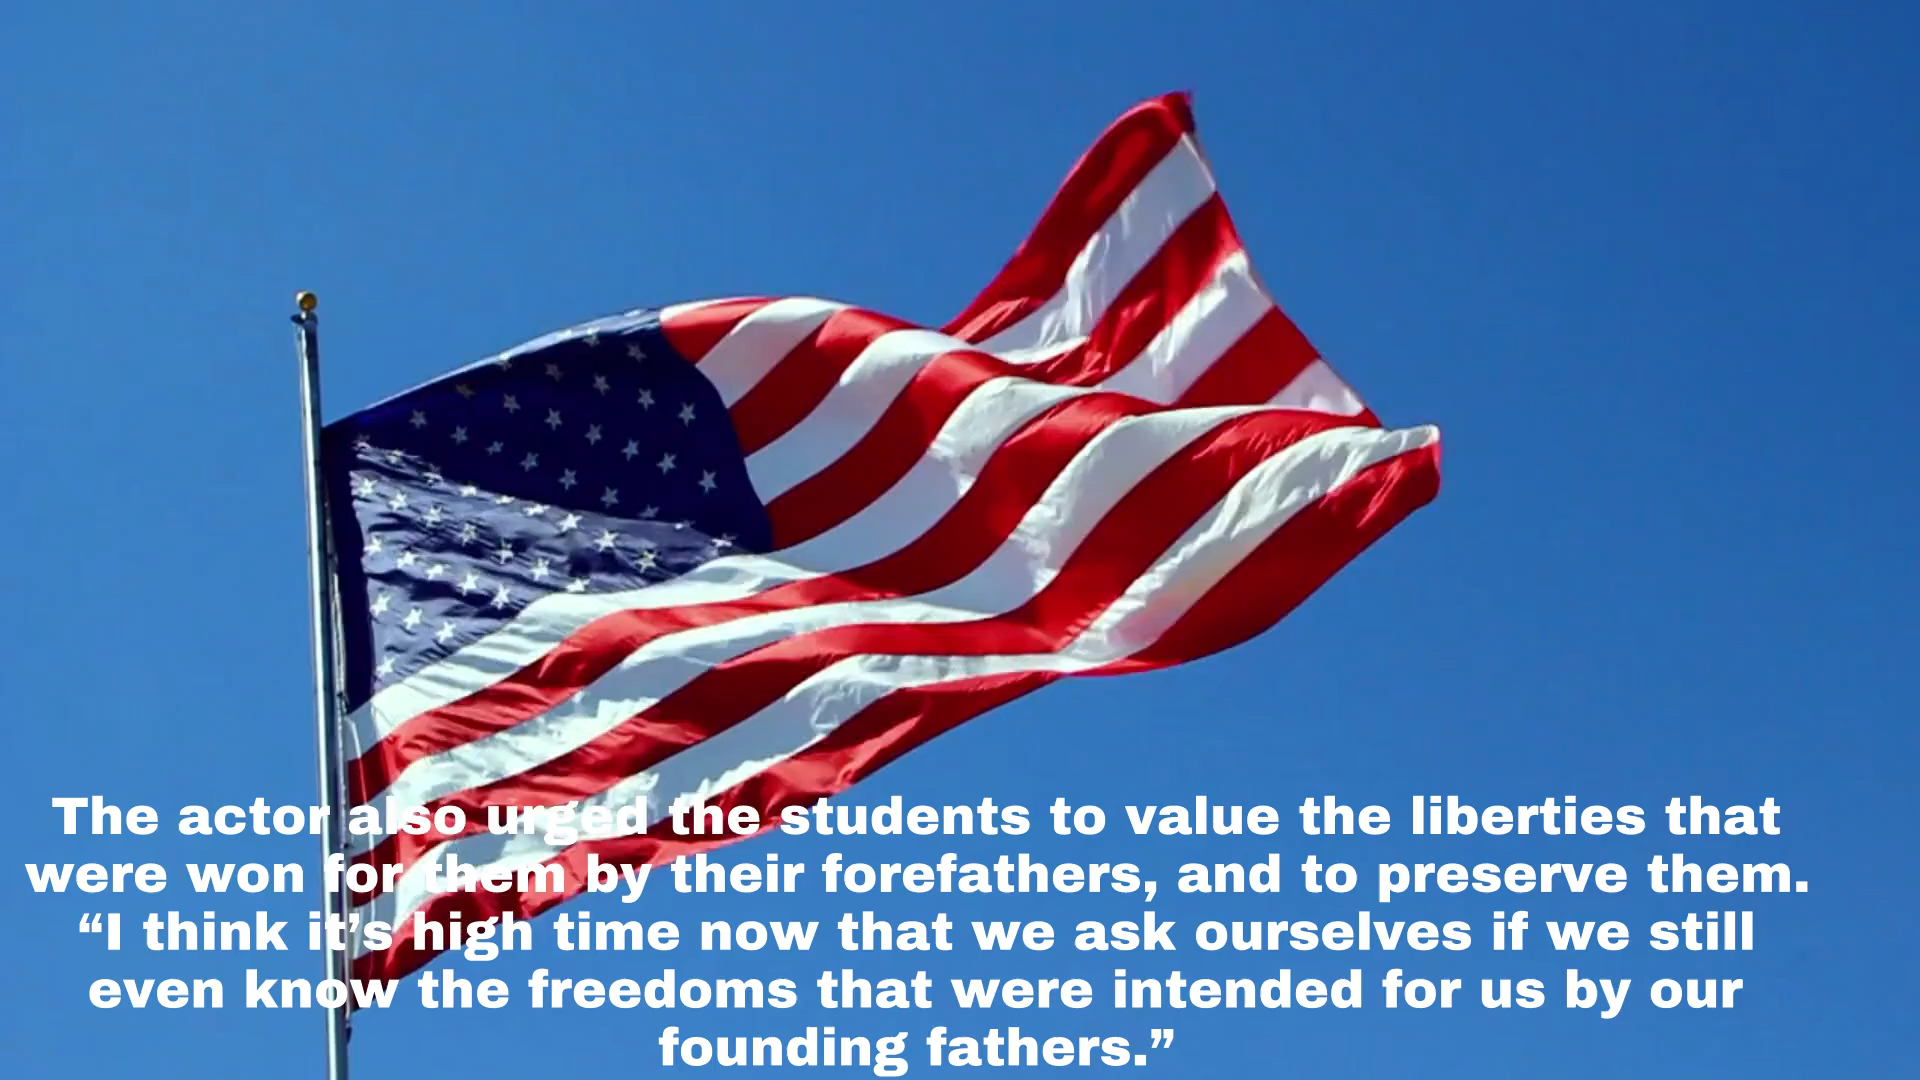 The actor also urged the students to value the liberties that
were won for them by their forefathers, and to preserve them.
“I think it’s high time now that we ask ourselves if we still
even know the freedoms that were intended for us by our
founding fathers.”